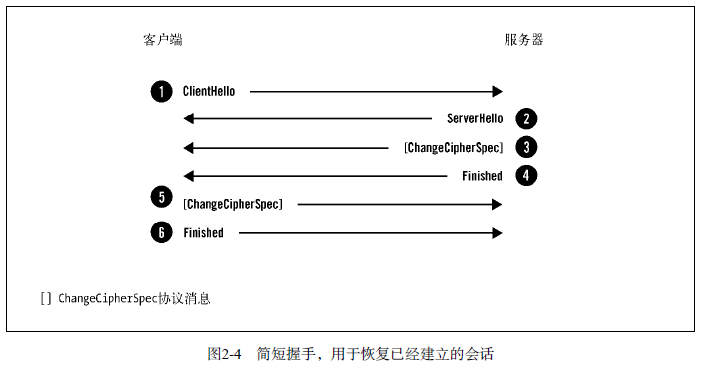 客户端 服务器
1 ClientHello
ServerHello 2
[ChangeCipherSpec] 3
Finished 4
5 [ChangeCipherSpec]
6 Finished
[] ChangeCipherSpec协议消息
图2-4 简短握手，用于恢复已经建立的会话